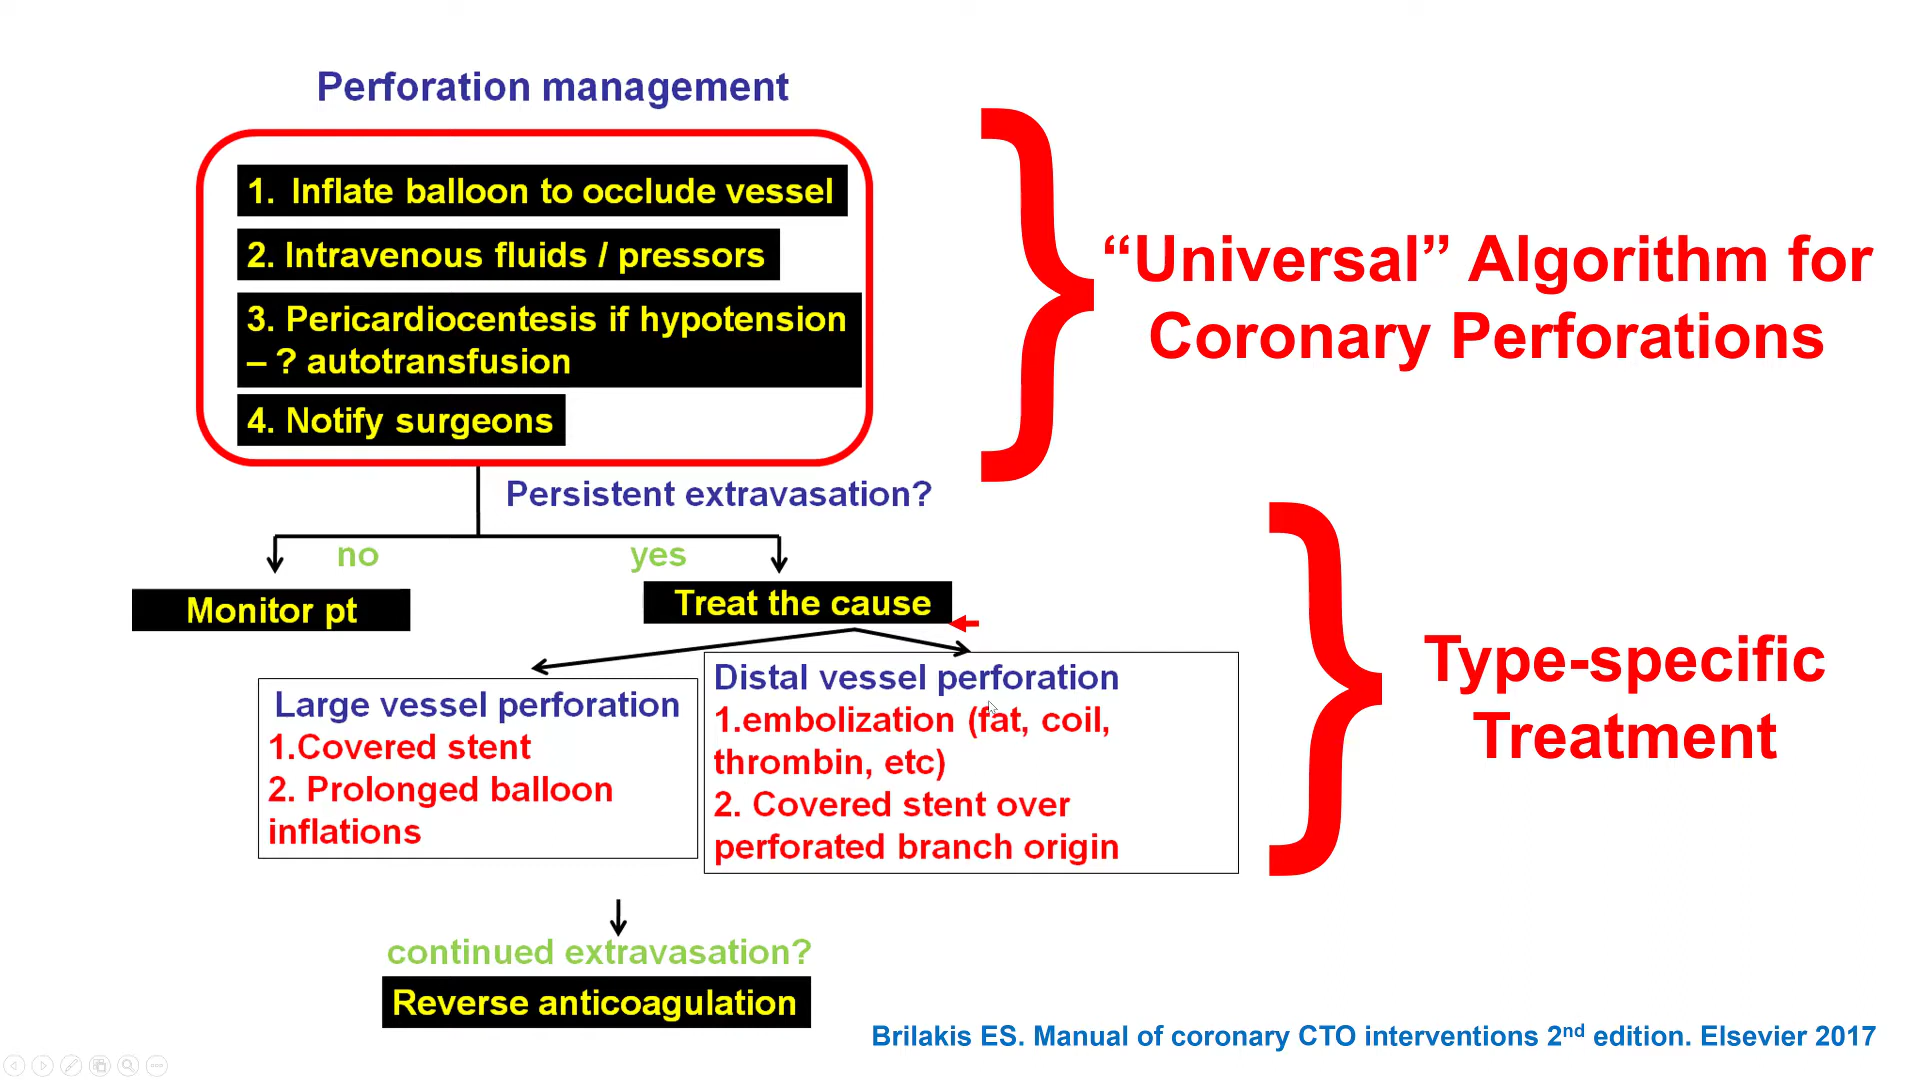 Perforation management
1. Inflate balloon to occlude vessel
2. Intravenous fluids / pressors
3. Pericardiocentesis if hypotension
– ? autotransfusion
4. Notify surgeons
“Universal” Algorithm for
Coronary Perforations
Persistent extravasation?
no
yes
Monitor pt
Treat the cause
Large vessel perforation
1.Covered stent
2. Prolonged balloon
inflations
Distal vessel perforation
1.embolization (fat, coil,
thrombin, etc)
2. Covered stent over
perforated branch origin
Type-specific
Treatment
continued extravasation?
Reverse anticoagulation
Brilakis ES. Manual of coronary CTO interventions 2nd edition. Elsevier 2017